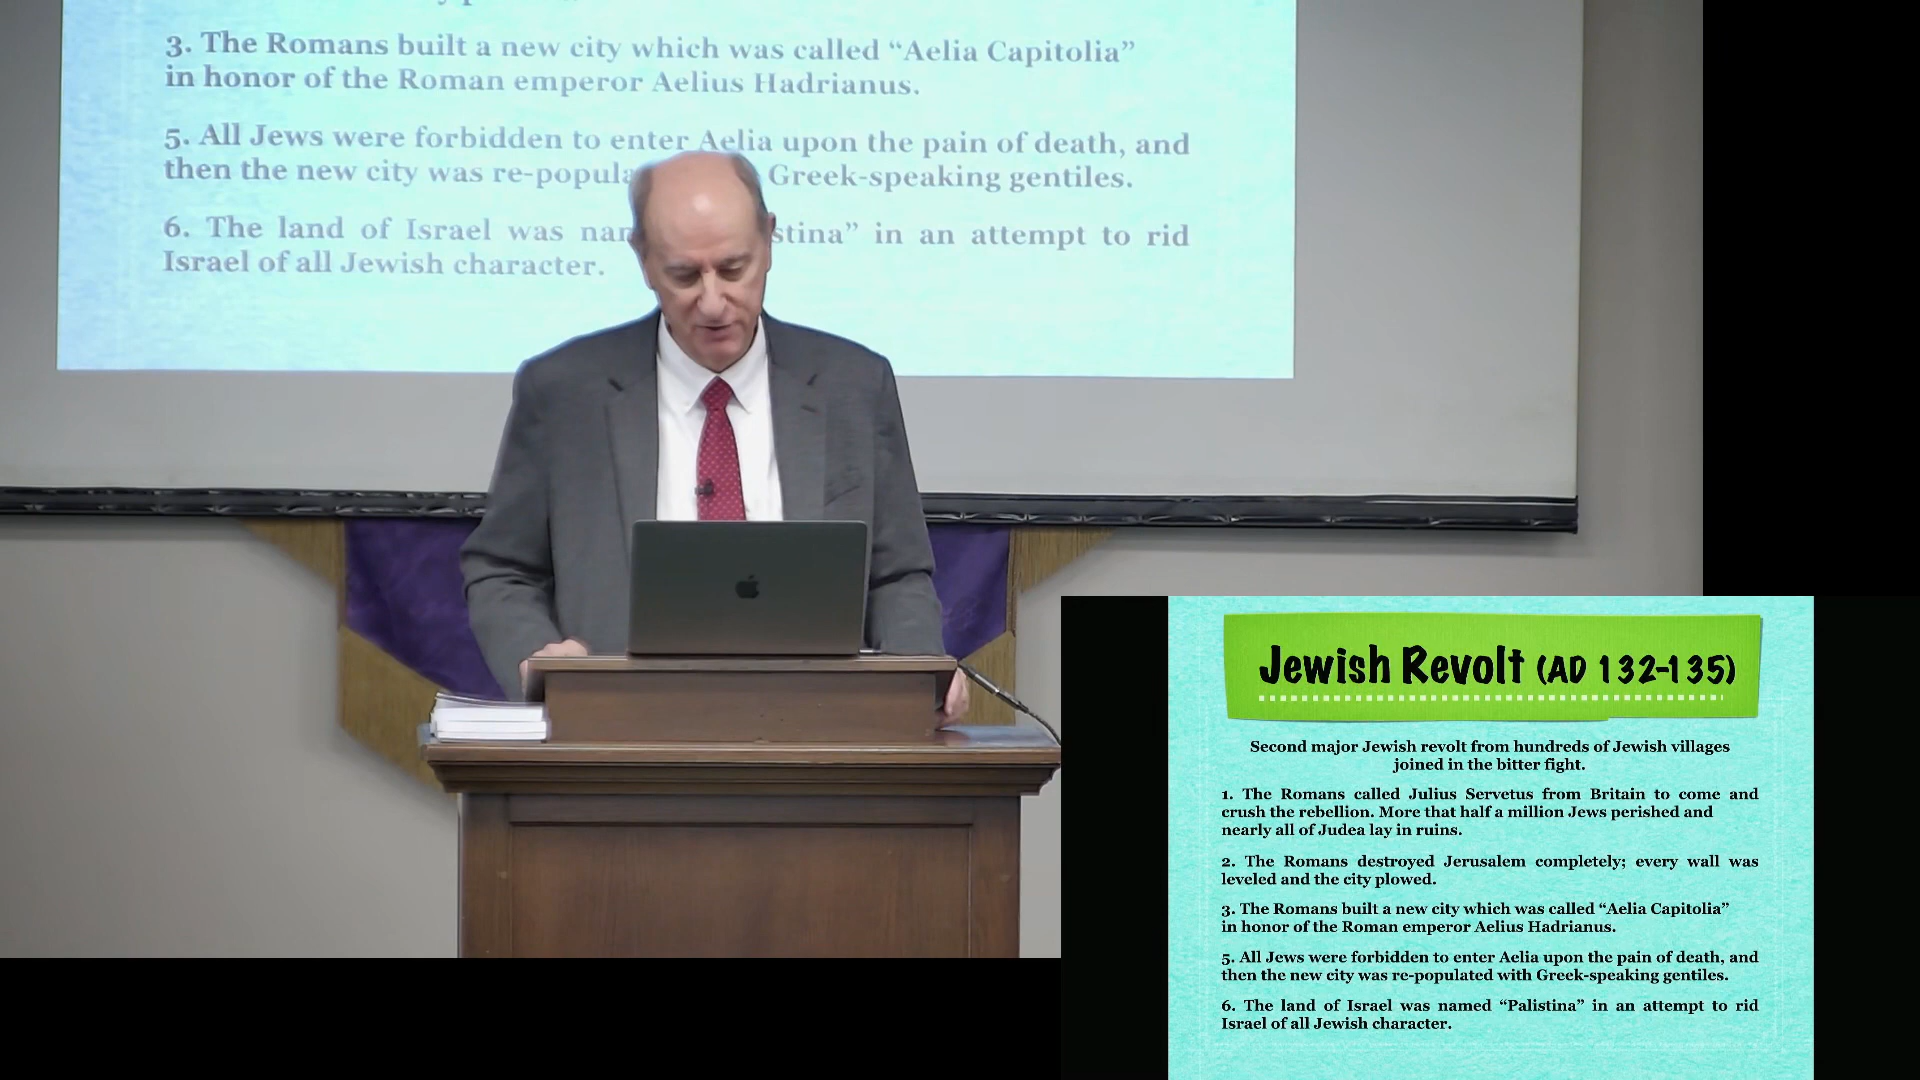 3. The Romans built a new city which was called “Aelia Capitolia”
in honor of the Roman emperor Aelius Hadrianus.
5. All Jews were forbidden to enter Aelia upon the pain of death, and
then the new city was re-popula Greek-speaking gentiles.
6. The land of Israel was nam stina” in an attempt to rid
Israel of all Jewish character.
Jewish Revolt (AD 132-135)
Second major Jewish revolt from hundreds of Jewish villages
joined in the bitter fight.
1. The Romans called Julius Servetus from Britain to come and
crush the rebellion. More that half a million Jews perished and
nearly all of Judea lay in ruins.
2. The Romans destroyed Jerusalem completely; every wall was
leveled and the city plowed.
3. The Romans built a new city which was called “Aelia Capitolia”
in honor of the Roman emperor Aelius Hadrianus.
5. All Jews were forbidden to enter Aelia upon the pain of death, and
then the new city was re-populated with Greek-speaking gentiles.
6. The land of Israel was named “Palistina” in an attempt to rid
Israel of all Jewish character.